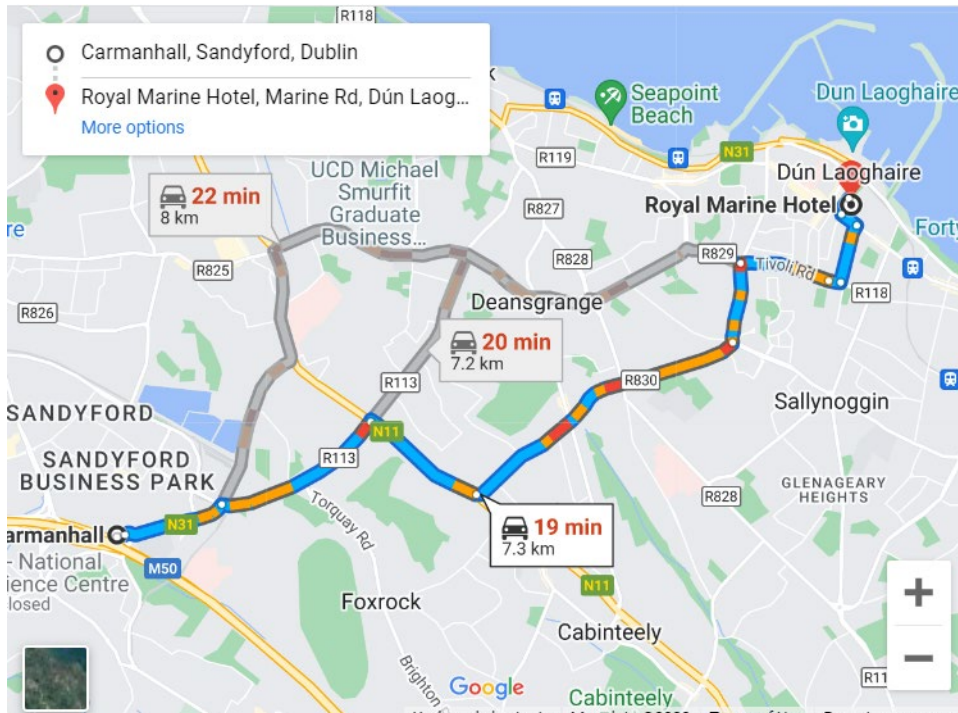 R118
Carmanhall, Sandyford, Dublin
Royal Marine Hotel, Marine Rd, Dún Laog...
More options
k
Seapoint
Beach
Dun Laoghaire
N31
R119
Dún Laoghaire
UCD Michael
Smurfit
Graduate
Business...
22 min
8 km
R827
Royal Marine Hotel
re
Forty
R825
R828
R829
Tivoli Rd
R118
R826
Deansgrange
20 min
7.2 km
R113
R830
Sallynoggin
SANDYFORD
N11
SANDYFORD
BUSINESS PARK
R113
GLENAGEARY
HEIGHTS
R828
Torquay Rd
N31
19 min
7.3 km
armanhall
- National
ience Centre
losed
M50
N11
Foxrock
Cabinteely
Brighton
R11
Google
Cabinteely